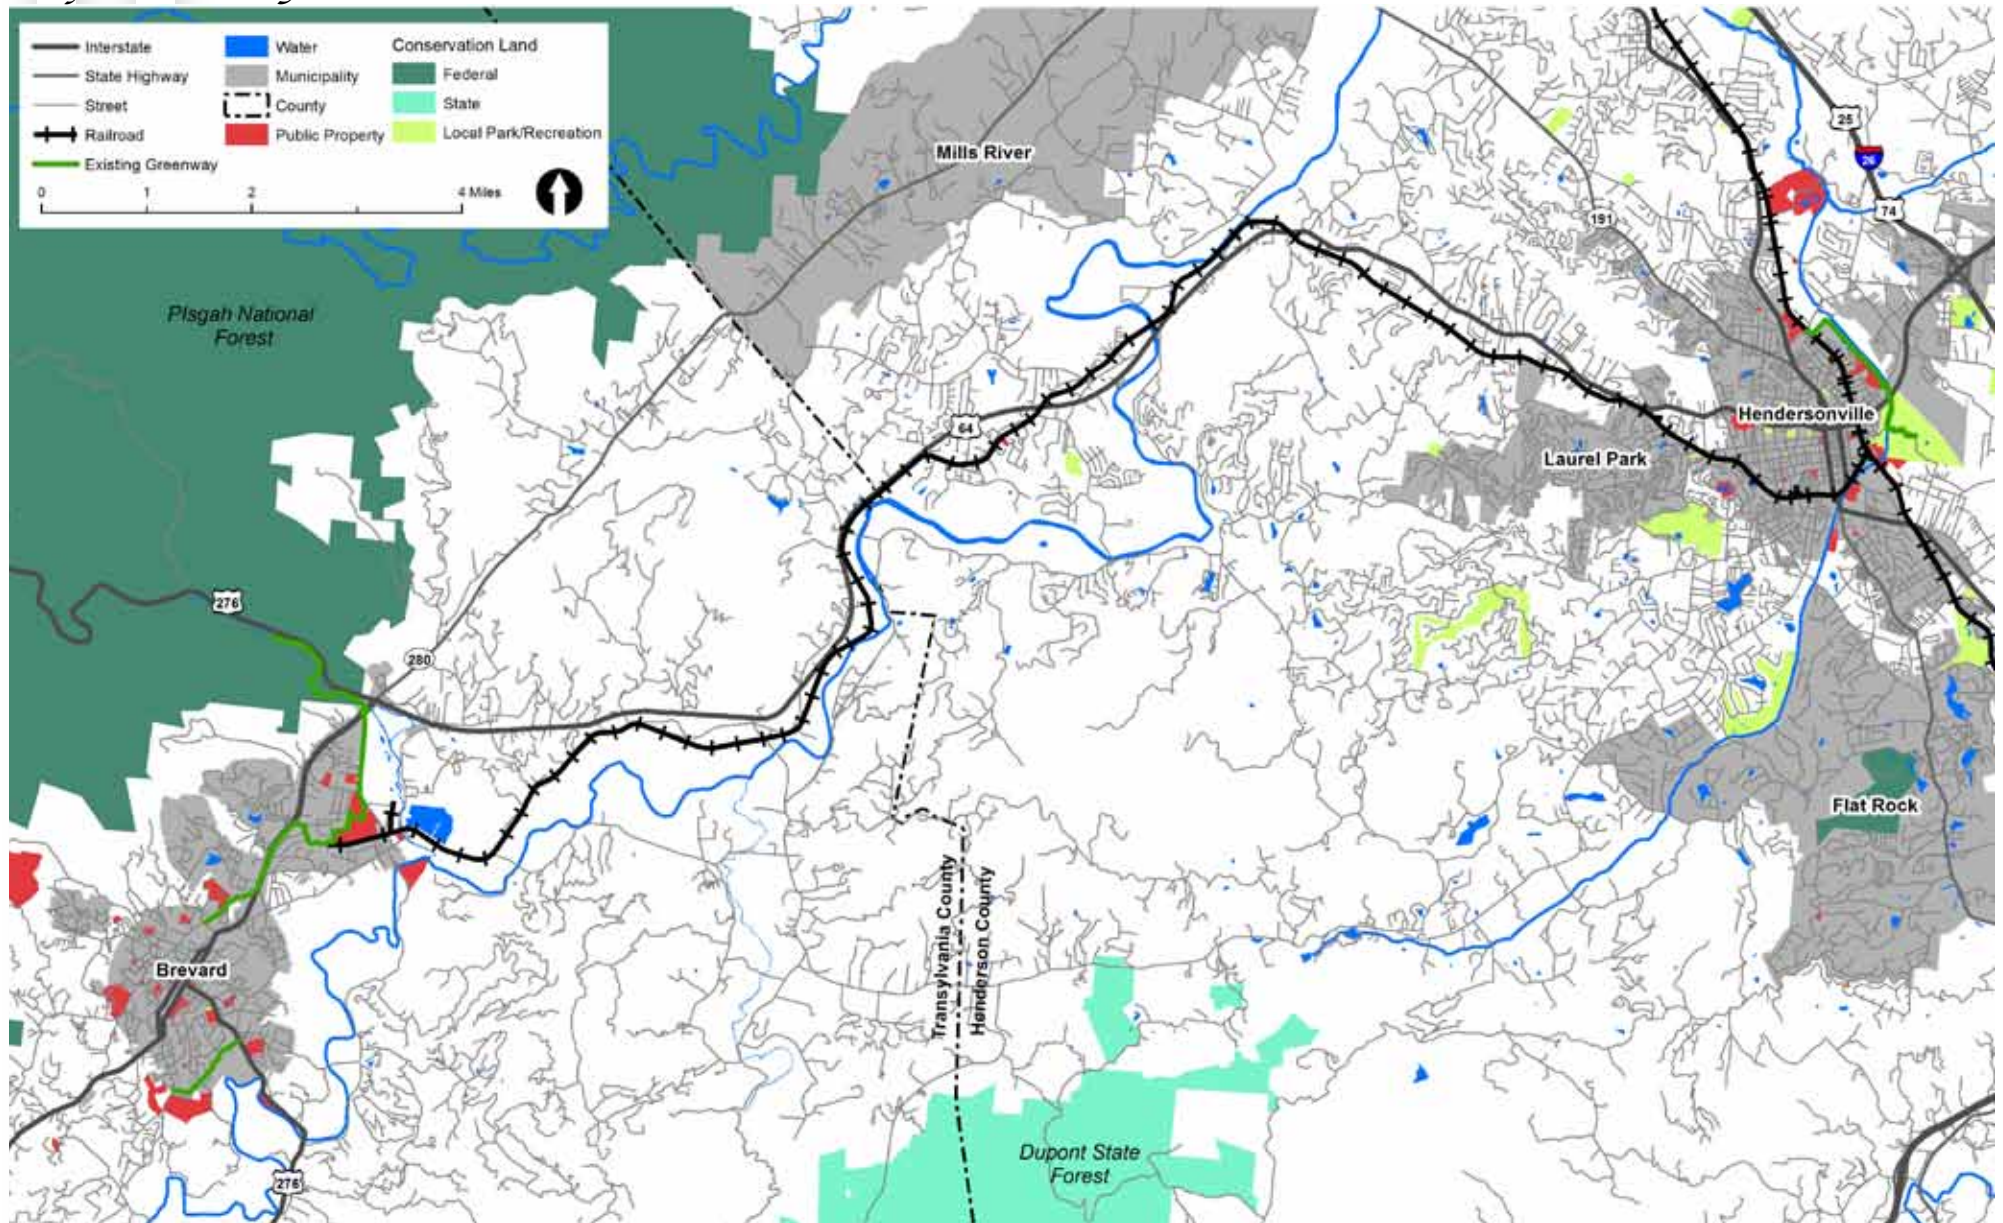 Interstate
State Highway
Street
Railroad
Existing Greenway
Water
Municipality
County
Public Property
Conservation Land
Federal
State
Local Park/Recreation
0 1 2 4 Miles
Mills River
25
26
74
191
PIsgah National
Forest
64
Hendersonville
Laurel Park
276
280
Flat Rock
Transylvania County
Henderson County
Brevard
Dupont State
Forest
276